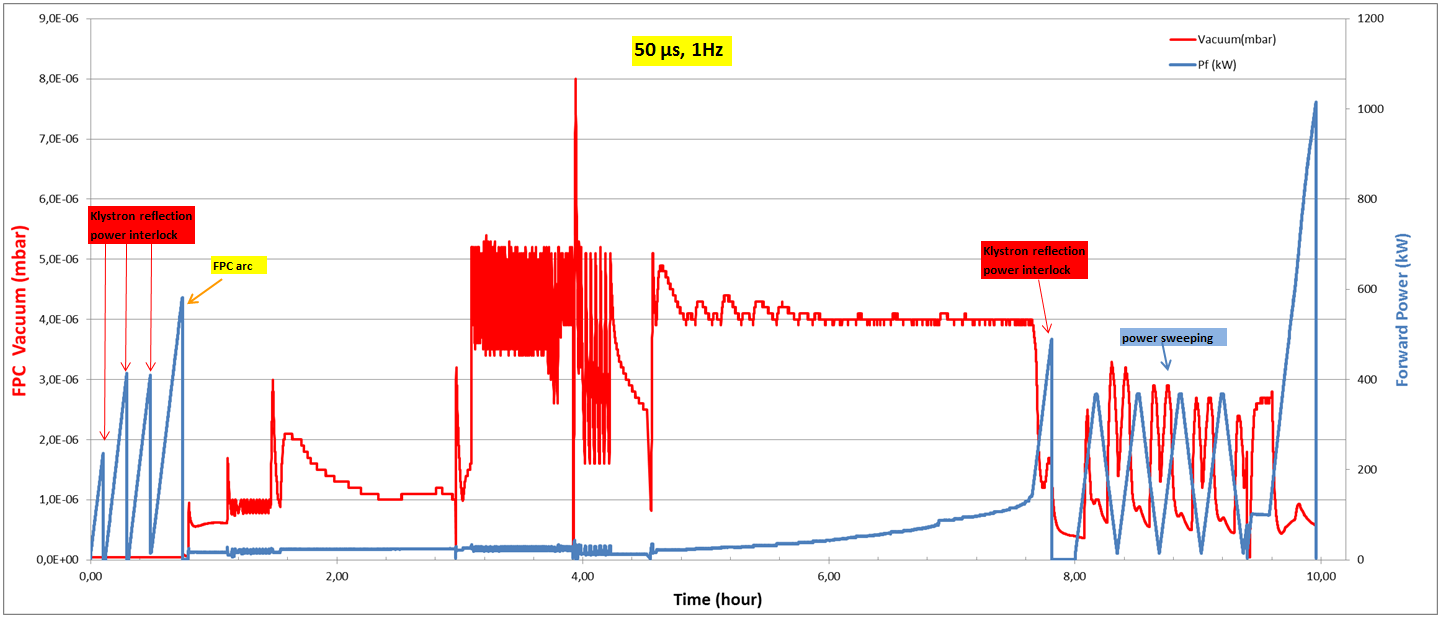 9,0E-06
8,0E-06
7,0E-06
6,0E-06
5,0E-06
4,0E-06
3,0E-06
2,0E-06
1,0E-06
0,0E+00
FPC Vacuum (mbar)
50 µs, 1Hz
Vacuum(mbar)
Pf (kW)
Klystron reflection
power interlock
FPC arc
Klystron reflection
power interlock
power sweeping
1200
1000
800
600
400
200
0
Forward Power (kW)
0,00
2,00
4,00
6,00
8,00
10,00
Time (hour)